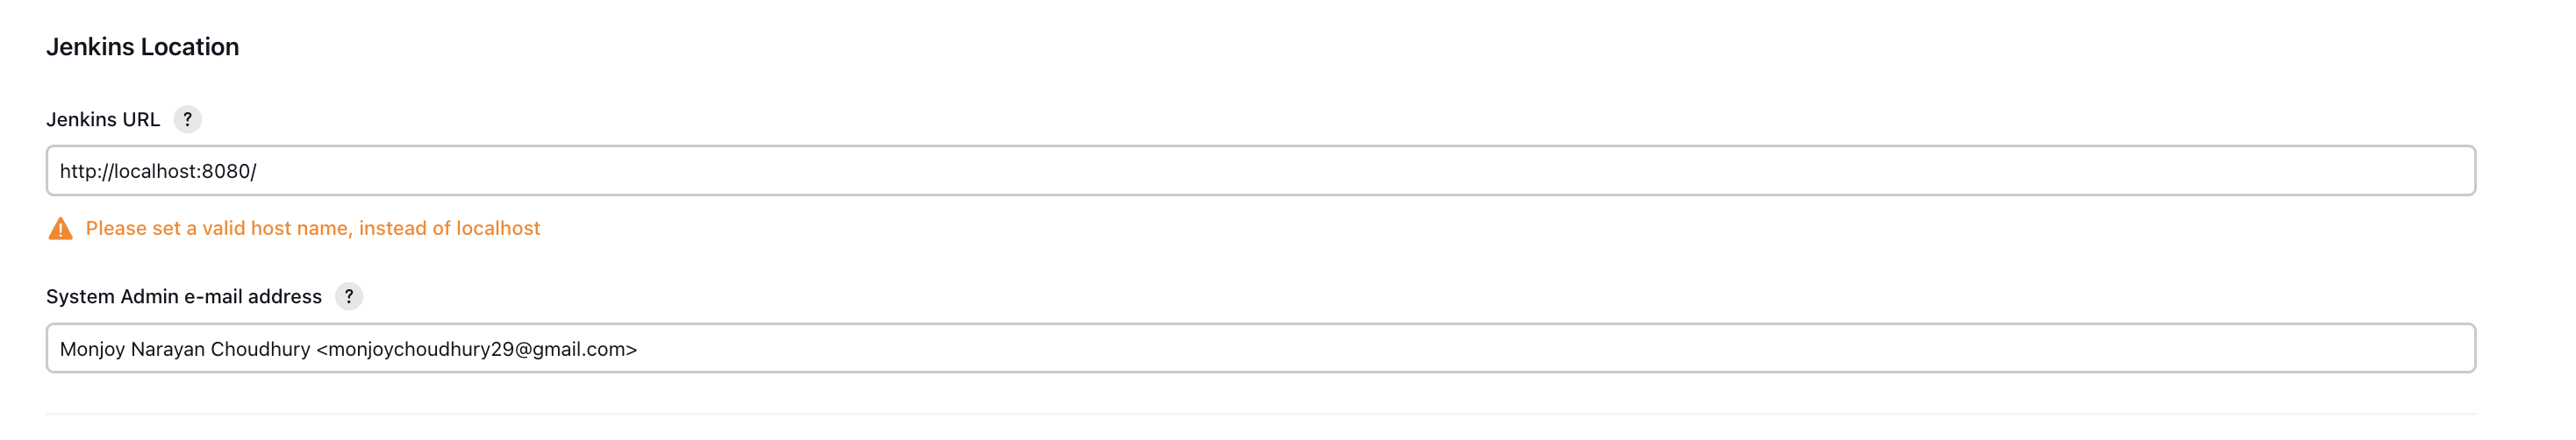 Jenkins Location
Jenkins URL ?
http://localhost:8080/
Please set a valid host name, instead of localhost
System Admin e-mail address ?
Monjoy Narayan Choudhury <monjoychoudhury29@gmail.com>